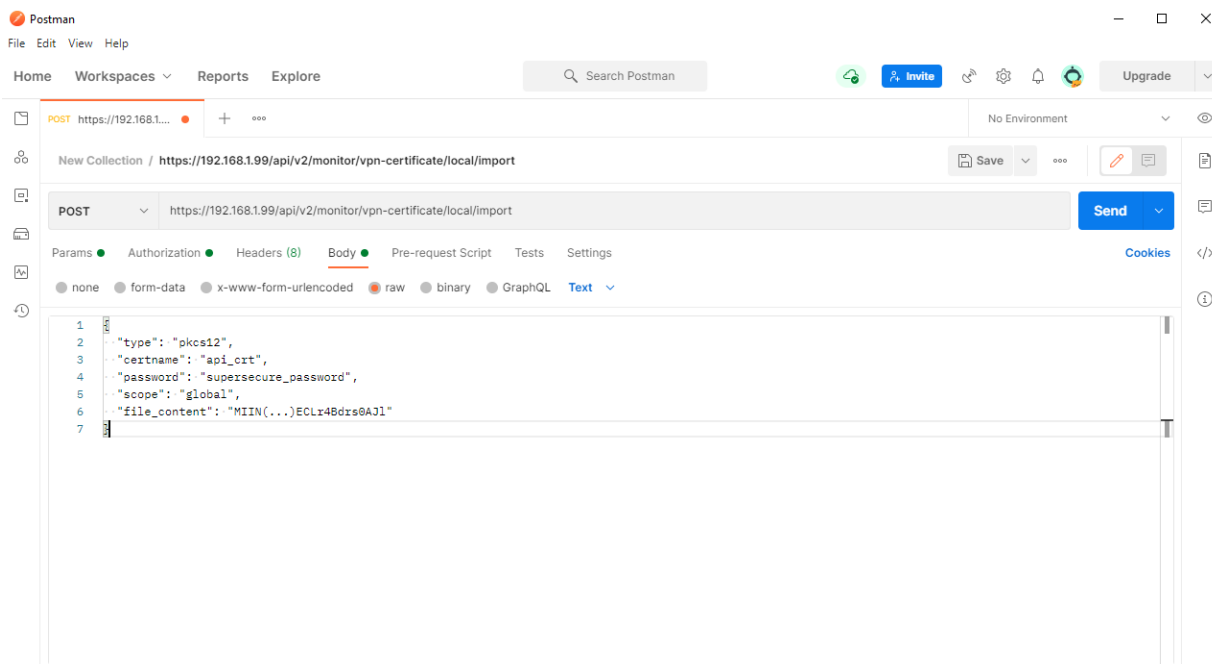 Postman
File Edit View Help
Home Workspaces Reports Explore Search Postman Invite Upgrade
POST https://192.168.1.... No Environment
New Collection / https://192.168.1.99/api/v2/monitor/vpn-certificate/local/import Save
POST https://192.168.1.99/api/v2/monitor/vpn-certificate/local/import Send
Params Authorization Headers (8) Body Pre-request Script Tests Settings Cookies
none form-data x-www-form-urlencoded raw binary GraphQL Text
1 {
2 "type": "pkcs12",
3 "certname": "api_crt",
4 "password": "supersecure_password",
5 "scope": "global",
6 "file_content": "MIIN(...)ECLr4Bdrs0AJl"
7 }